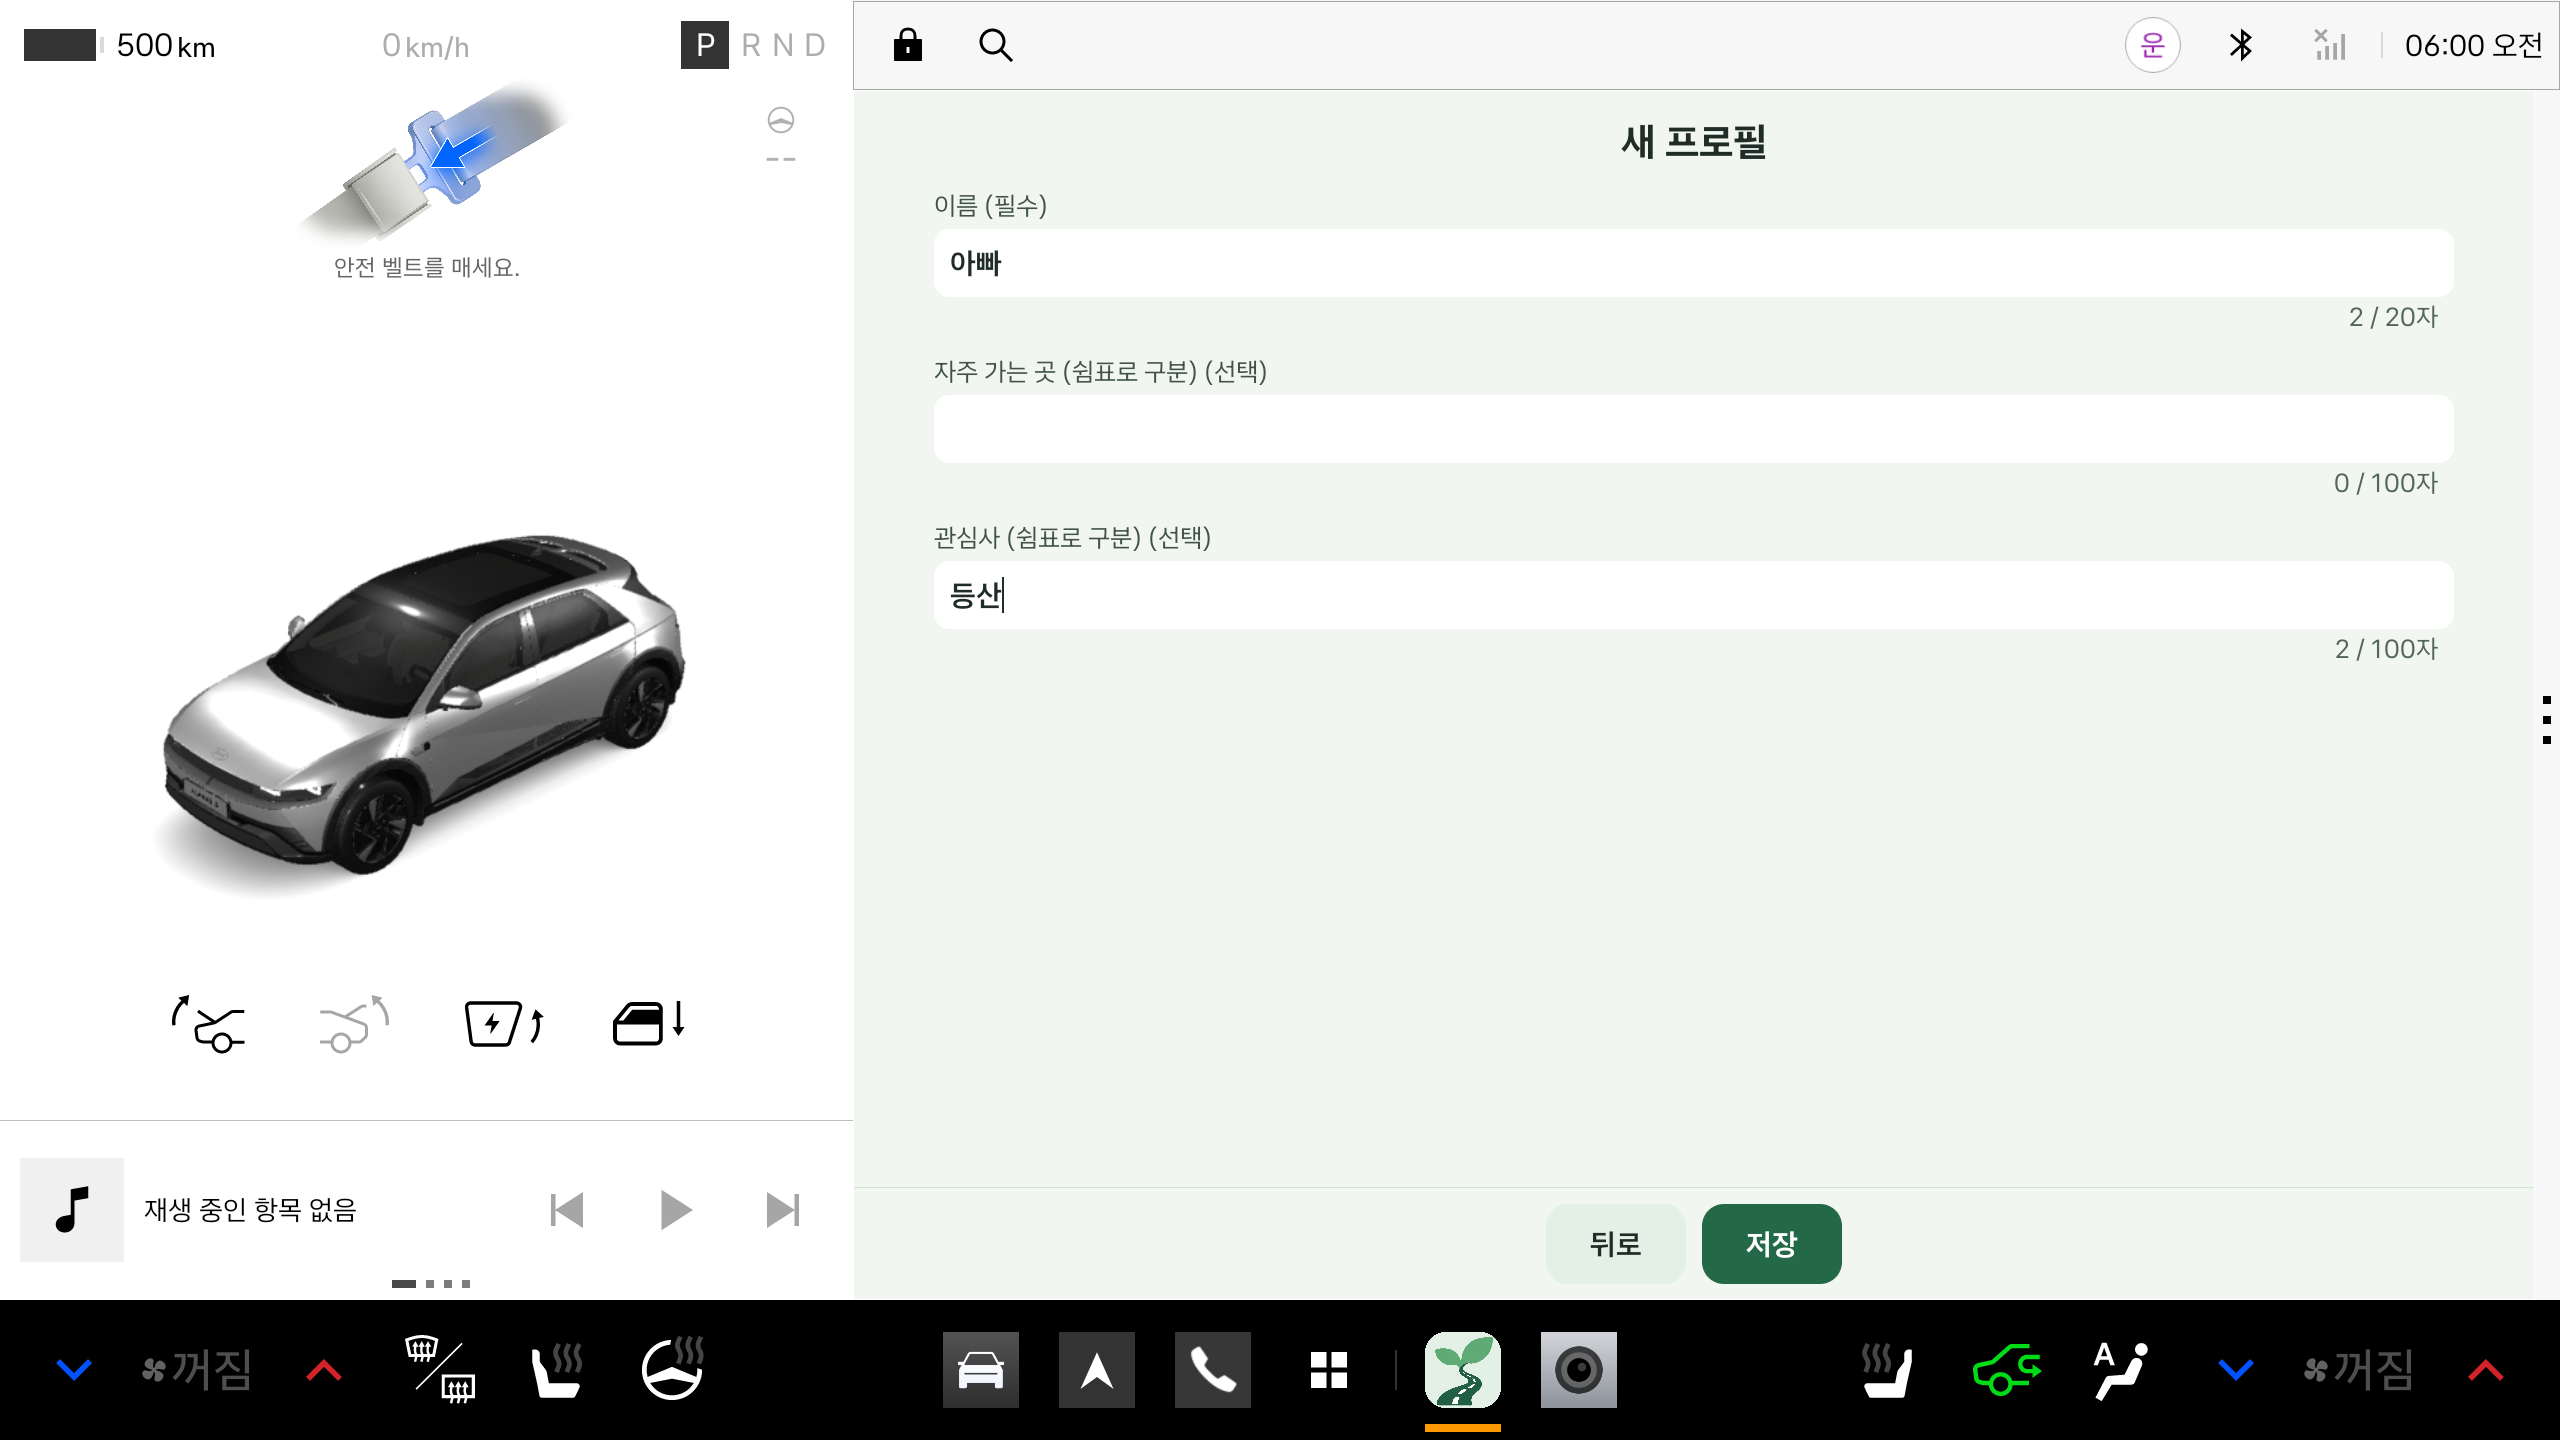 500 km
0 km/h
P R N D
운
06:00 오전
안전 벨트를 매세요.
새 프로필
이름 (필수)
아빠
2 / 20자
자주 가는 곳 (쉼표로 구분) (선택)
0 / 100자
관심사 (쉼표로 구분) (선택)
등산
2 / 100자
재생 중인 항목 없음
뒤로
저장
꺼짐
A
꺼짐